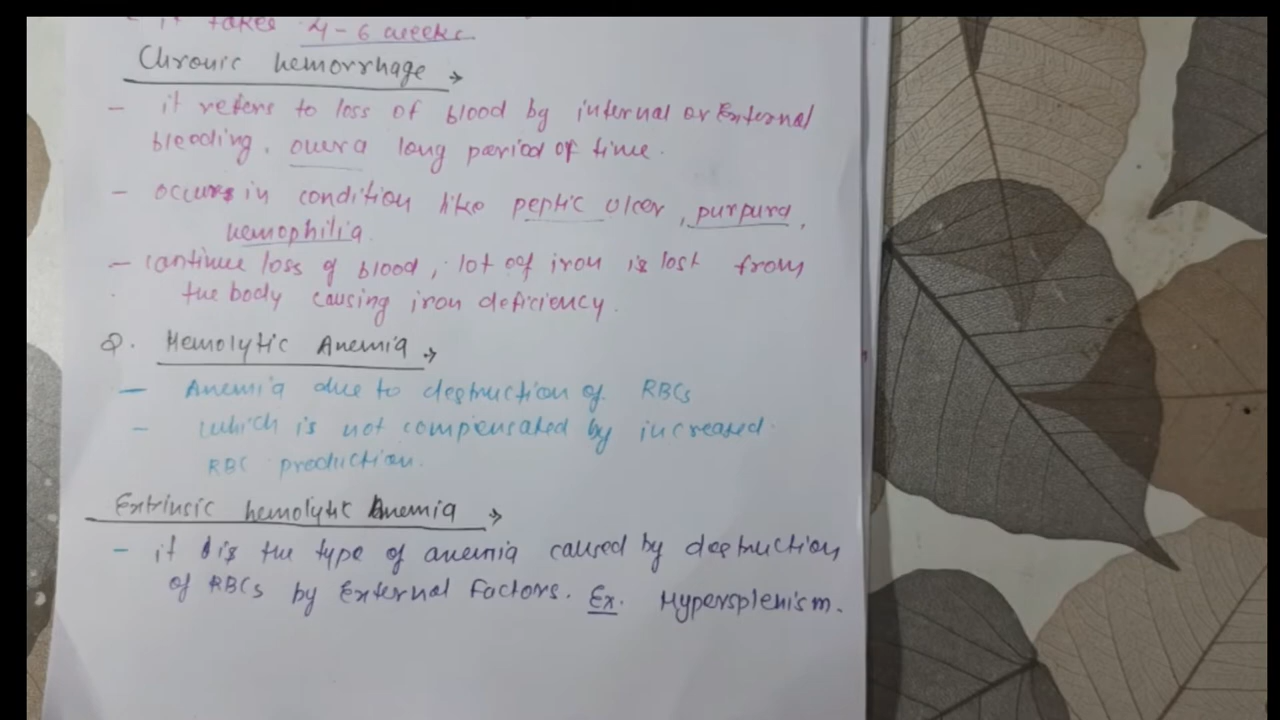 it takes 4-6 weeks
Chronic hemorrhage →
- it refers to loss of blood by internal or External
bleeding, over a long period of time.
- occurs in condition like peptic ulcer, purpura,
hemophilia
- continue loss of blood, lot oof iron is lost from
the body causing iron deficiency.
2. Hemolytic Anemia →
- Anemia due to destruction of RBCs
- which is not compensated by increased
RBC production.
Extrinsic hemolytic Anemia →
- it is the type of anemia caused by destruction
of RBCs by External Factors. Ex. Hypersplenism.